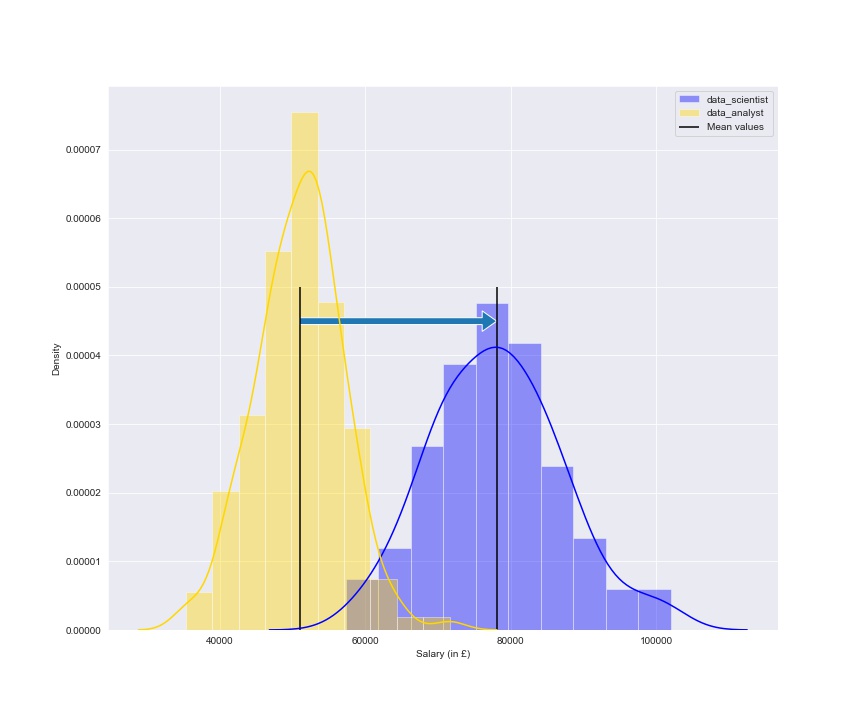 data_scientist
data_analyst
Mean values
0.00007
0.00006
0.00005
0.00004
0.00003
0.00002
0.00001
0.00000
Density
40000 60000 80000 100000
Salary (in £)